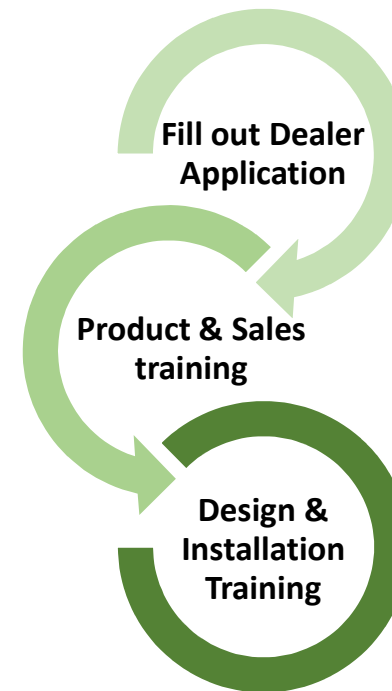 Fill out Dealer
Application
Product & Sales
training
Design &
Installation
Training